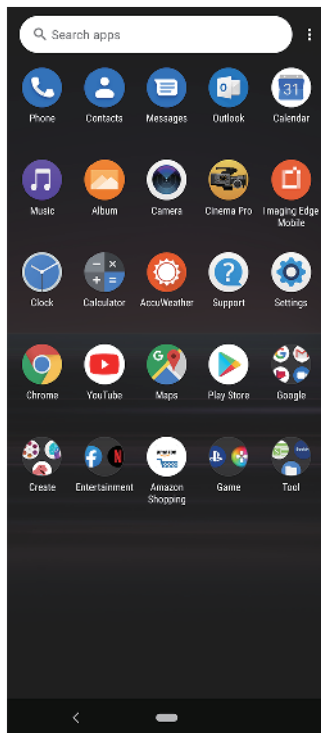 Search apps
Phone Contacts Messages Outlook Calendar
31
Music Album Camera Cinema Pro Imaging Edge
Mobile
Clock Calculator AccuWeather Support Settings
Chrome YouTube Maps Play Store Google
amazon
Create Entertainment Amazon Game Tool
Shopping